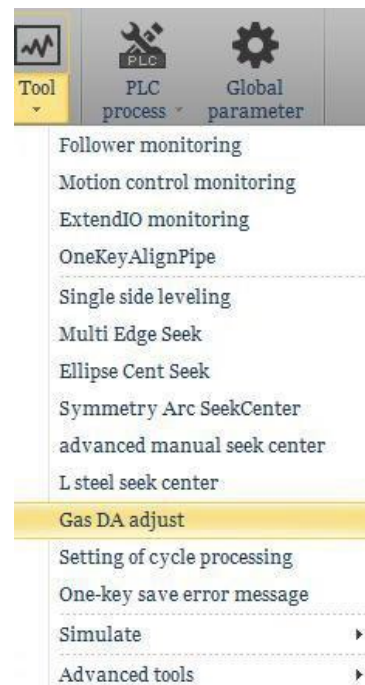 PLC
Tool
PLC
process
Global
parameter
Follower monitoring
Motion control monitoring
ExtendIO monitoring
OneKeyAlignPipe
Single side leveling
Multi Edge Seek
Ellipse Cent Seek
Symmetry Arc SeekCenter
advanced manual seek center
L steel seek center
Gas DA adjust
Setting of cycle processing
One-key save error message
Simulate
Advanced tools